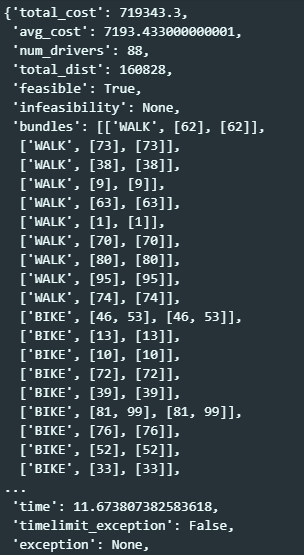 {'total_cost': 719343.3,
'avg_cost': 7193.433000000001,
'num_drivers': 88,
'total_dist': 160828,
'feasible': True,
'infeasibility': None,
'bundles': [['WALK', [62], [62]],
['WALK', [73], [73]],
['WALK', [38], [38]],
['WALK', [9], [9]],
['WALK', [63], [63]],
['WALK', [1], [1]],
['WALK', [70], [70]],
['WALK', [80], [80]],
['WALK', [95], [95]],
['WALK', [74], [74]],
['BIKE', [46, 53], [46, 53]],
['BIKE', [13], [13]],
['BIKE', [10], [10]],
['BIKE', [72], [72]],
['BIKE', [39], [39]],
['BIKE', [81, 99], [81, 99]],
['BIKE', [76], [76]],
['BIKE', [52], [52]],
['BIKE', [33], [33]],
...
'time': 11.673807382583618,
'timelimit_exception': False,
'exception': None,